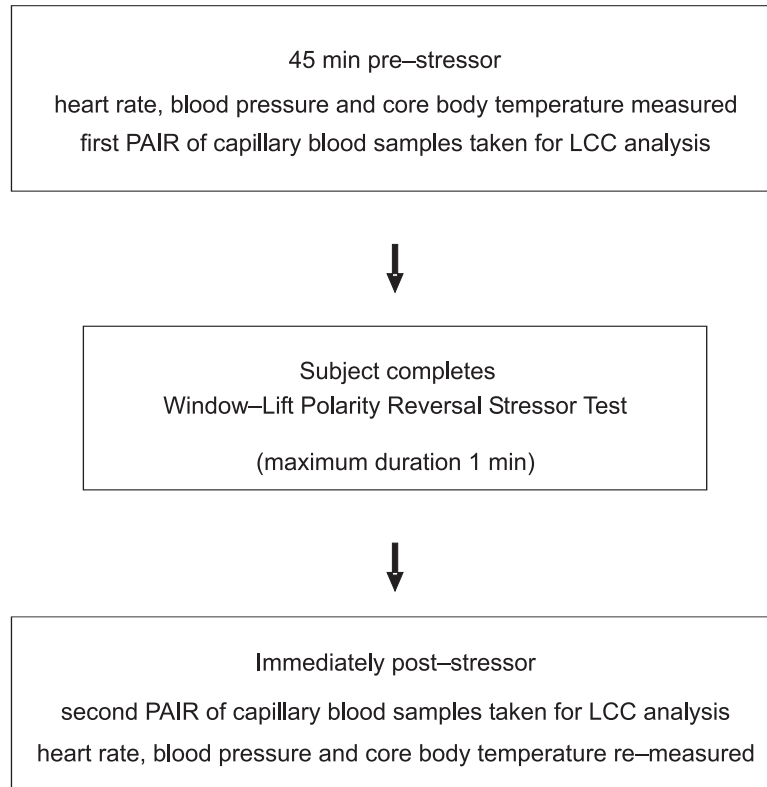 45 min pre–stressor
heart rate, blood pressure and core body temperature measured
first PAIR of capillary blood samples taken for LCC analysis
Subject completes
Window–Lift Polarity Reversal Stressor Test
(maximum duration 1 min)
Immediately post–stressor
second PAIR of capillary blood samples taken for LCC analysis
heart rate, blood pressure and core body temperature re–measured